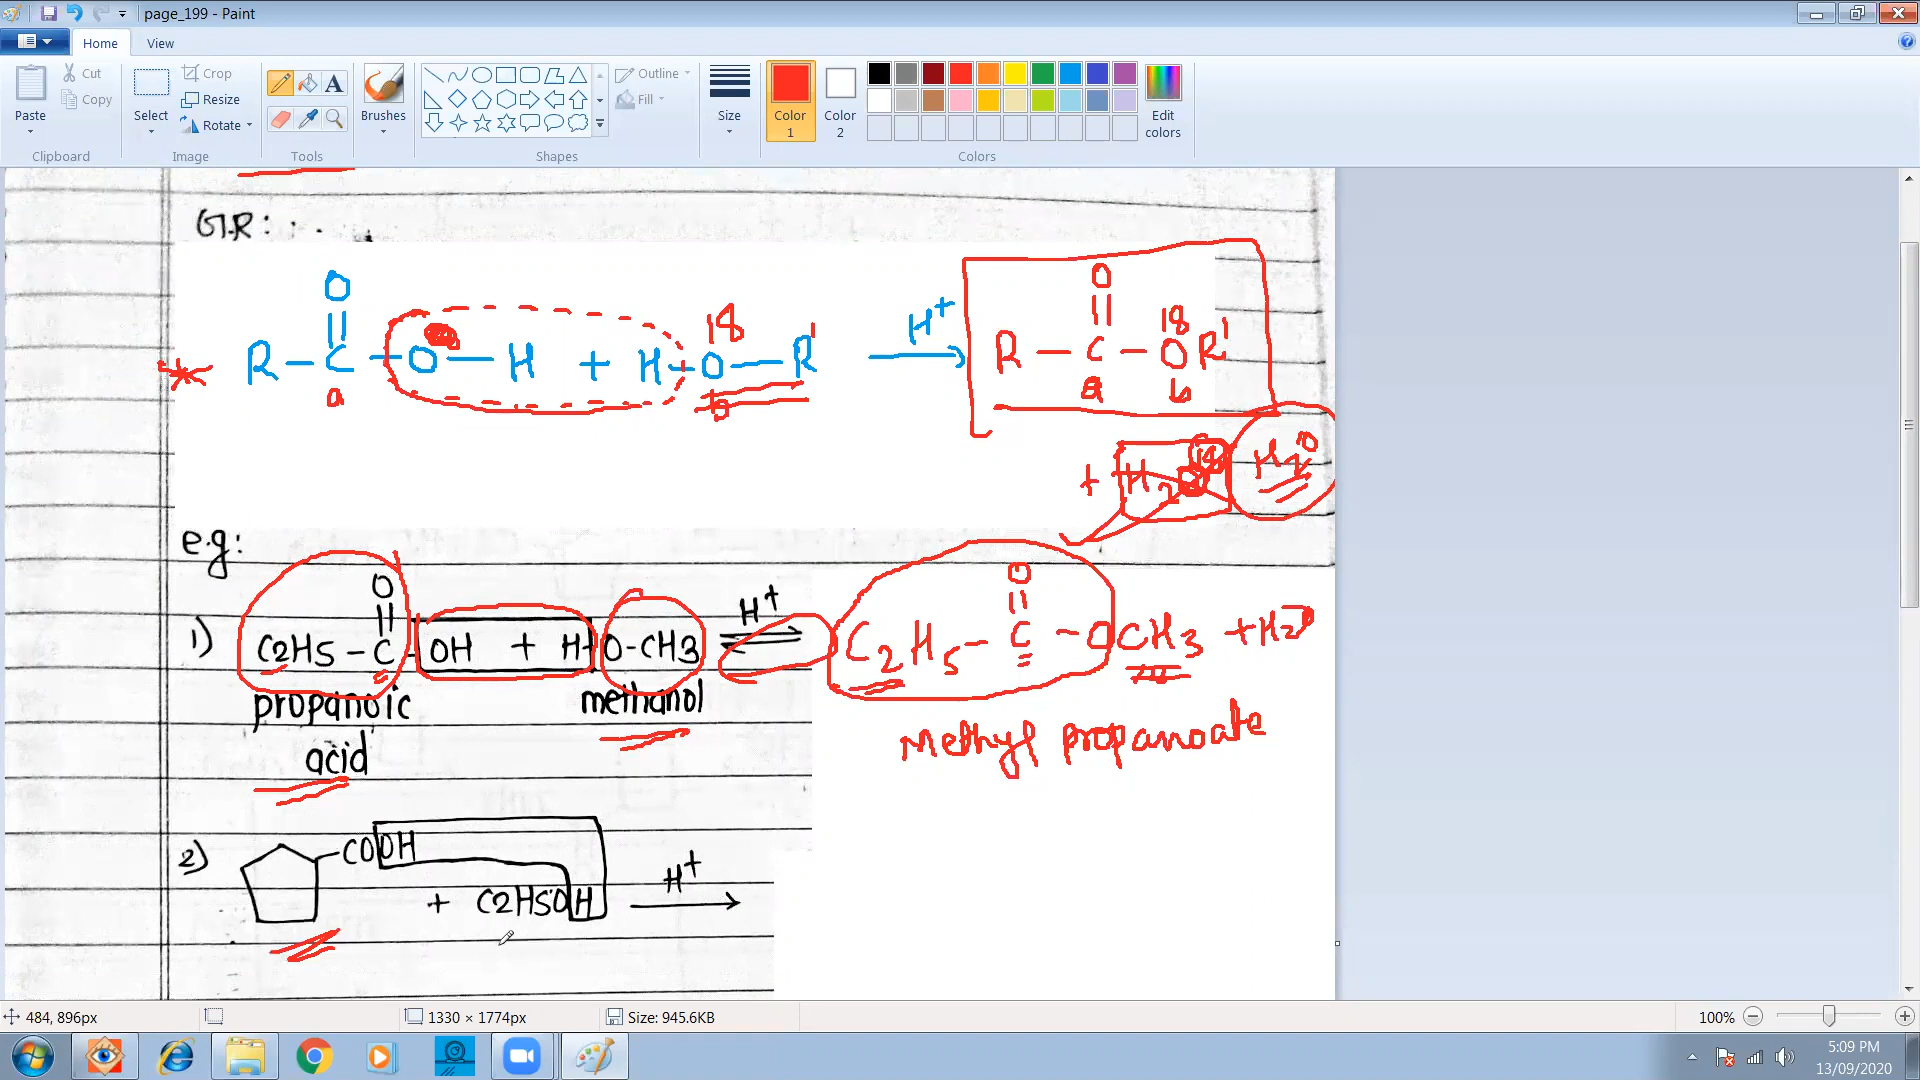 page_199 - Paint
Home View
Paste
Cut
Copy
Clipboard
Select
Crop
Resize
Rotate
Image
Tools
Brushes
Shapes
Outline
Fill
Size
Color 1
Color 2
Edit colors
Colors
G.R:
O
R - C - O - H + H - O - R'
18
a b
H+
O
18
R - C - OR'
a b
+ H2O18 H2O
e.g:
1) C2H5 - C - OH + H O-CH3
O
H+
O
C2H5 - C - OCH3 + H2O
propanoic acid
methanol
Methyl propanoate
2) COOH
+ C2H5OH
H+
484, 896px
1330 × 1774px
Size: 945.6KB
100%
5:09 PM
13/09/2020